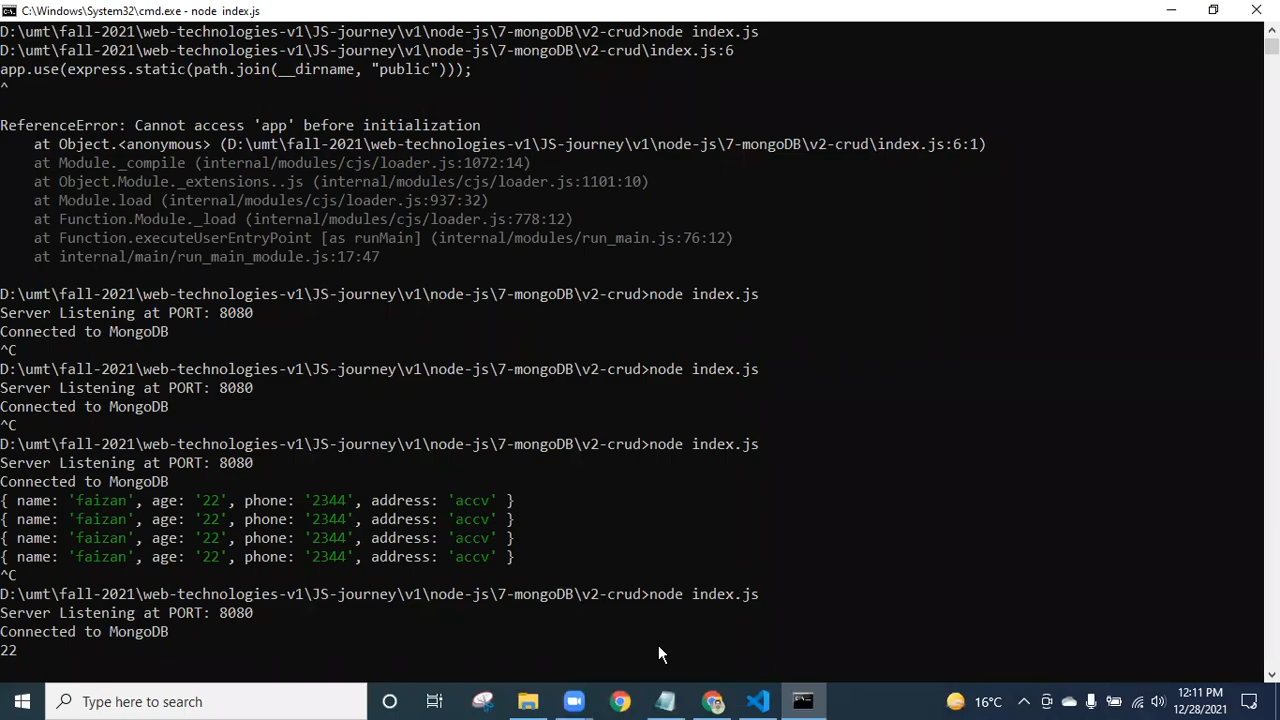 C:\Windows\System32\cmd.exe - node index.js
D:\umt\fall-2021\web-technologies-v1\JS-journey\v1\node-js\7-mongoDB\v2-crud>node index.js
D:\umt\fall-2021\web-technologies-v1\JS-journey\v1\node-js\7-mongoDB\v2-crud\index.js:6
app.use(express.static(path.join(__dirname, "public")));
^
ReferenceError: Cannot access 'app' before initialization
    at Object.<anonymous> (D:\umt\fall-2021\web-technologies-v1\JS-journey\v1\node-js\7-mongoDB\v2-crud\index.js:6:1)
    at Module._compile (internal/modules/cjs/loader.js:1072:14)
    at Object.Module._extensions..js (internal/modules/cjs/loader.js:1101:10)
    at Module.load (internal/modules/cjs/loader.js:937:32)
    at Function.Module._load (internal/modules/cjs/loader.js:778:12)
    at Function.executeUserEntryPoint [as runMain] (internal/modules/run_main.js:76:12)
    at internal/main/run_main_module.js:17:47
D:\umt\fall-2021\web-technologies-v1\JS-journey\v1\node-js\7-mongoDB\v2-crud>node index.js
Server Listening at PORT: 8080
Connected to MongoDB
^C
D:\umt\fall-2021\web-technologies-v1\JS-journey\v1\node-js\7-mongoDB\v2-crud>node index.js
Server Listening at PORT: 8080
Connected to MongoDB
^C
D:\umt\fall-2021\web-technologies-v1\JS-journey\v1\node-js\7-mongoDB\v2-crud>node index.js
Server Listening at PORT: 8080
Connected to MongoDB
{ name: 'faizan', age: '22', phone: '2344', address: 'accv' }
{ name: 'faizan', age: '22', phone: '2344', address: 'accv' }
{ name: 'faizan', age: '22', phone: '2344', address: 'accv' }
{ name: 'faizan', age: '22', phone: '2344', address: 'accv' }
^C
D:\umt\fall-2021\web-technologies-v1\JS-journey\v1\node-js\7-mongoDB\v2-crud>node index.js
Server Listening at PORT: 8080
Connected to MongoDB
22
Type here to search
16°C
12:11 PM
12/28/2021